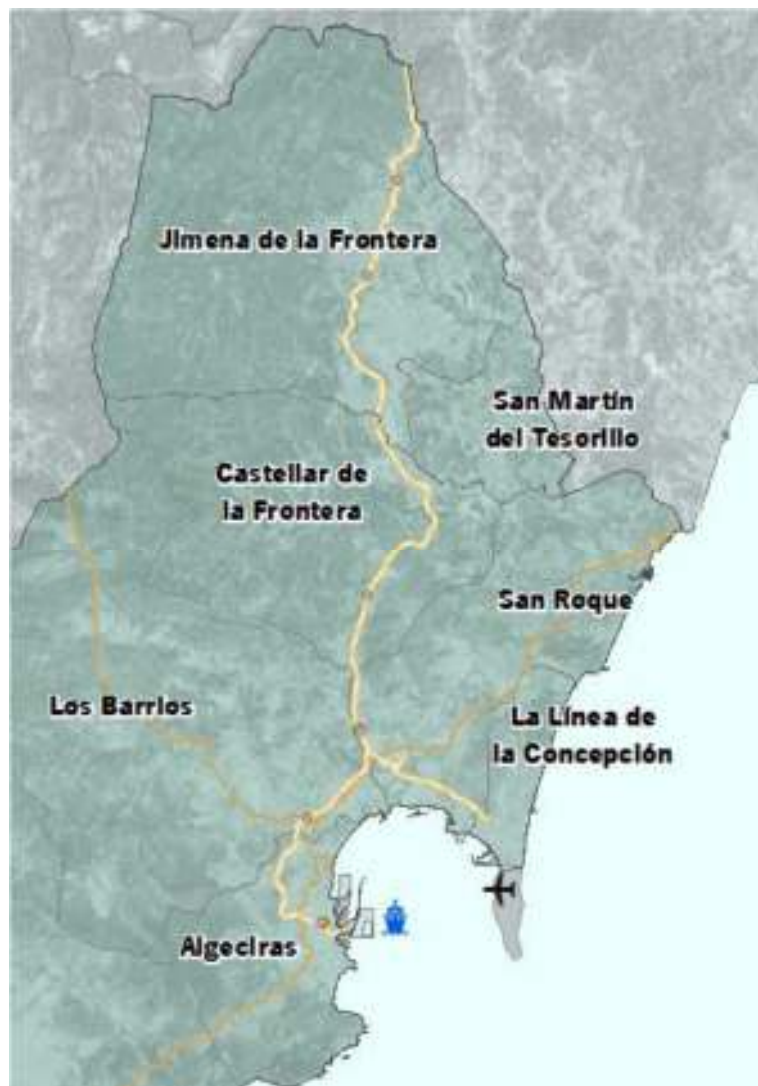 Jimena de la Frontera
San Martín
del Tesorillo
Castellar de
la Frontera
San Roque
Los Barrios
La Línea de
la Concepción
Algeciras